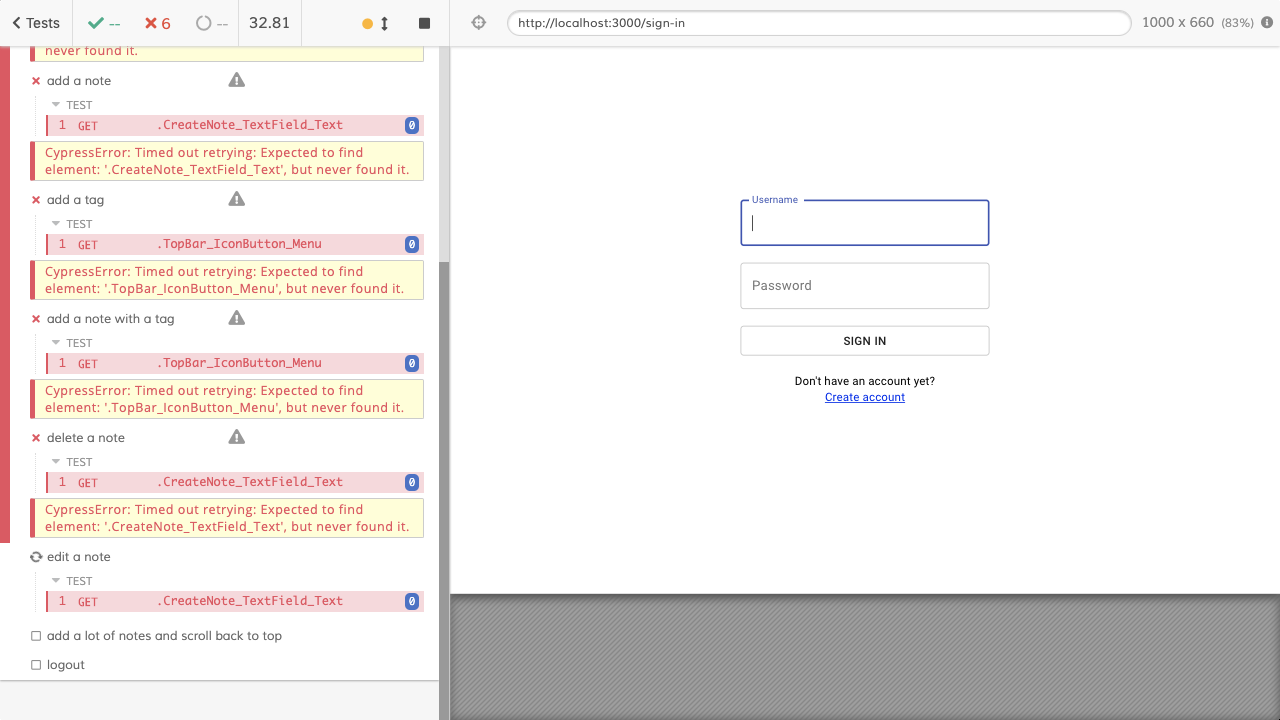 Tests
--
6
--
32.81
http://localhost:3000/sign-in
1000 x 660 (83%)
never found it.
add a note
TEST
1 GET .CreateNote_TextField_Text 0
CypressError: Timed out retrying: Expected to find
element: '.CreateNote_TextField_Text', but never found it.
add a tag
TEST
1 GET .TopBar_IconButton_Menu 0
CypressError: Timed out retrying: Expected to find
element: '.TopBar_IconButton_Menu', but never found it.
add a note with a tag
TEST
1 GET .TopBar_IconButton_Menu 0
CypressError: Timed out retrying: Expected to find
element: '.TopBar_IconButton_Menu', but never found it.
delete a note
TEST
1 GET .CreateNote_TextField_Text 0
CypressError: Timed out retrying: Expected to find
element: '.CreateNote_TextField_Text', but never found it.
edit a note
TEST
1 GET .CreateNote_TextField_Text 0
add a lot of notes and scroll back to top
logout
Username
Password
SIGN IN
Don't have an account yet?
Create account